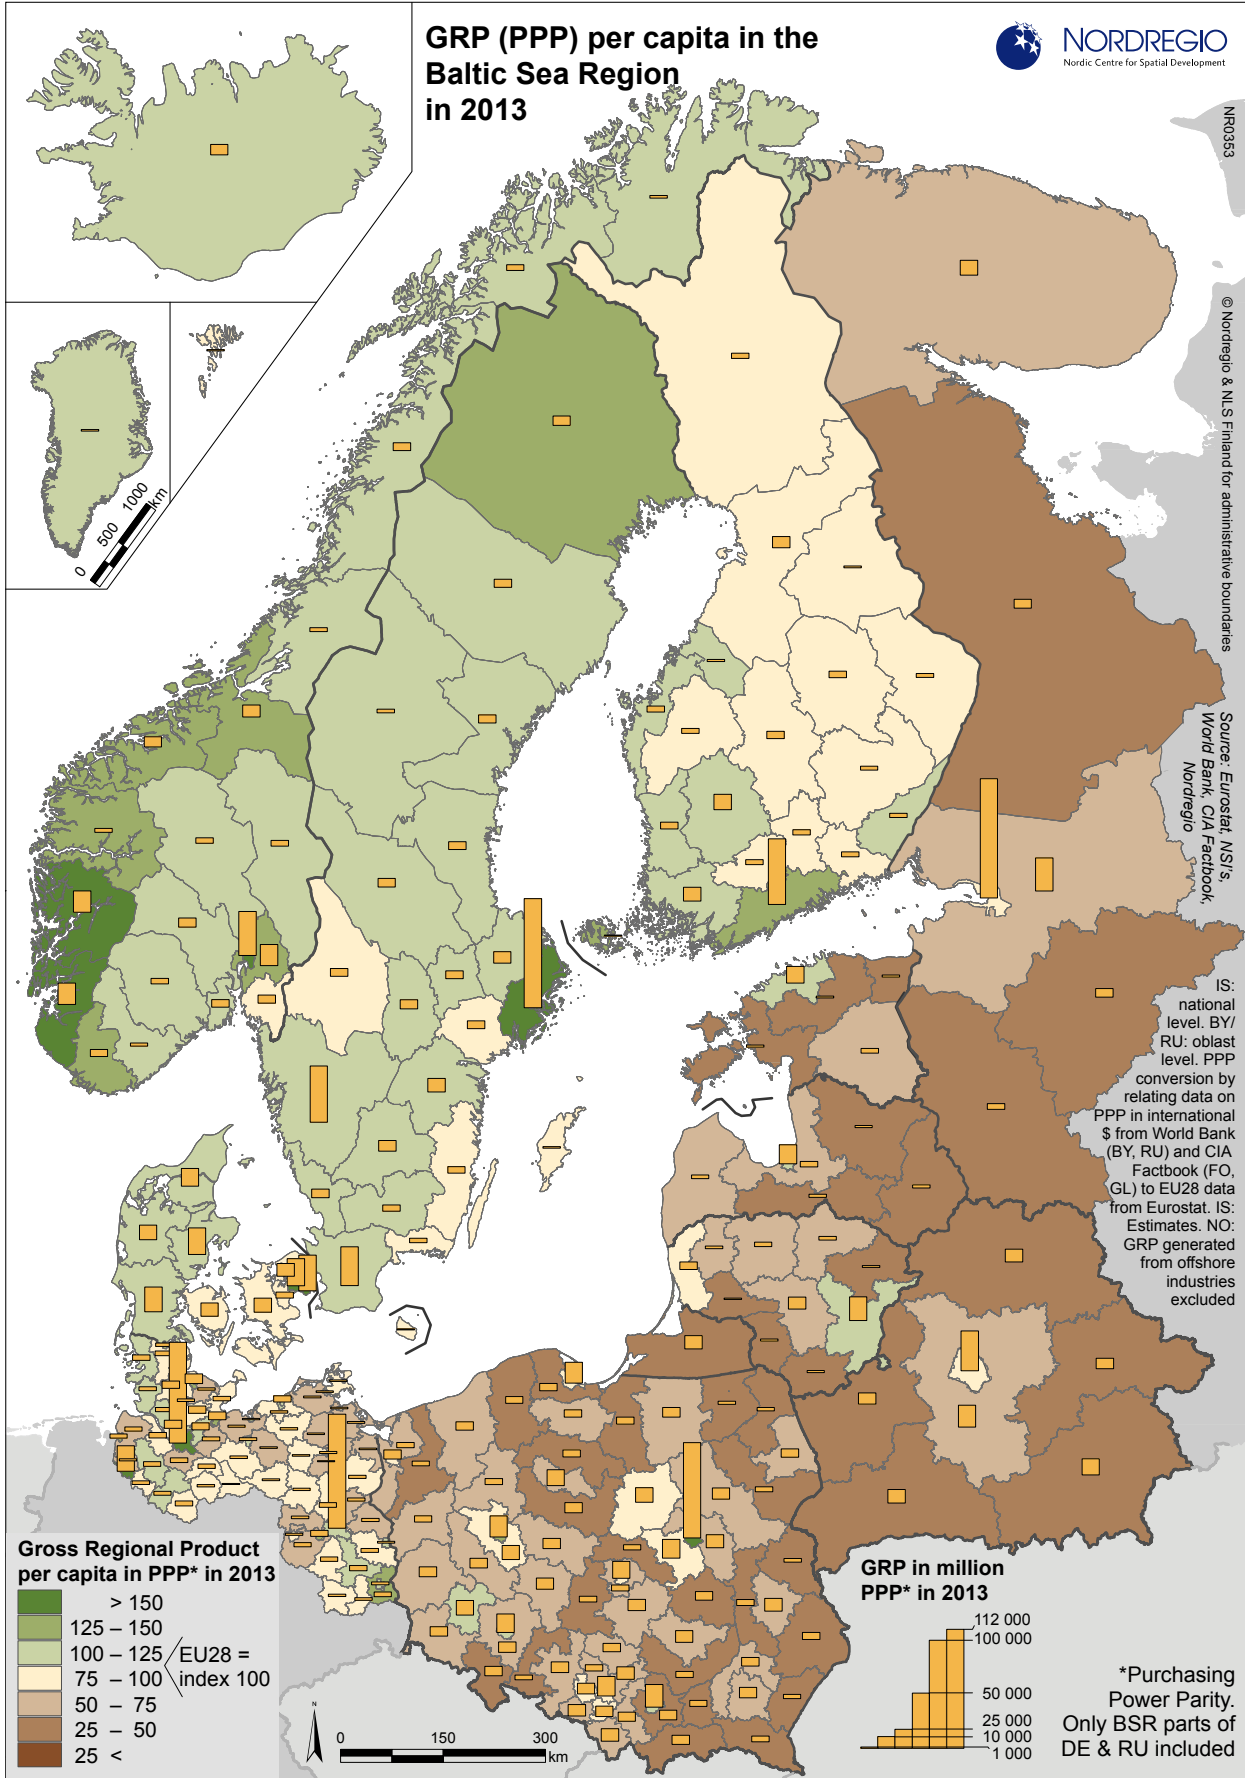 GRP (PPP) per capita in the
Baltic Sea Region
in 2013
NORDREGIO
Nordic Centre for Spatial Development
NR0353
© Nordregio & NLS Finland for administrative boundaries
Source: Eurostat, NSI's,
World Bank, CIA Factbook,
Nordregio
0 500 1000
km
IS:
national
level. BY/
RU: oblast
level. PPP
conversion by
relating data on
PPP in international
$ from World Bank
(BY, RU) and CIA
Factbook (FO,
GL) to EU28 data
from Eurostat. IS:
Estimates. NO:
GRP generated
from offshore
industries
excluded
Gross Regional Product
per capita in PPP* in 2013
> 150
125 – 150
100 – 125
75 – 100
50 – 75
25 – 50
25 <
EU28 =
index 100
N
0 150 300
km
GRP in million
PPP* in 2013
112 000
100 000
50 000
25 000
10 000
1 000
*Purchasing
Power Parity.
Only BSR parts of
DE & RU included